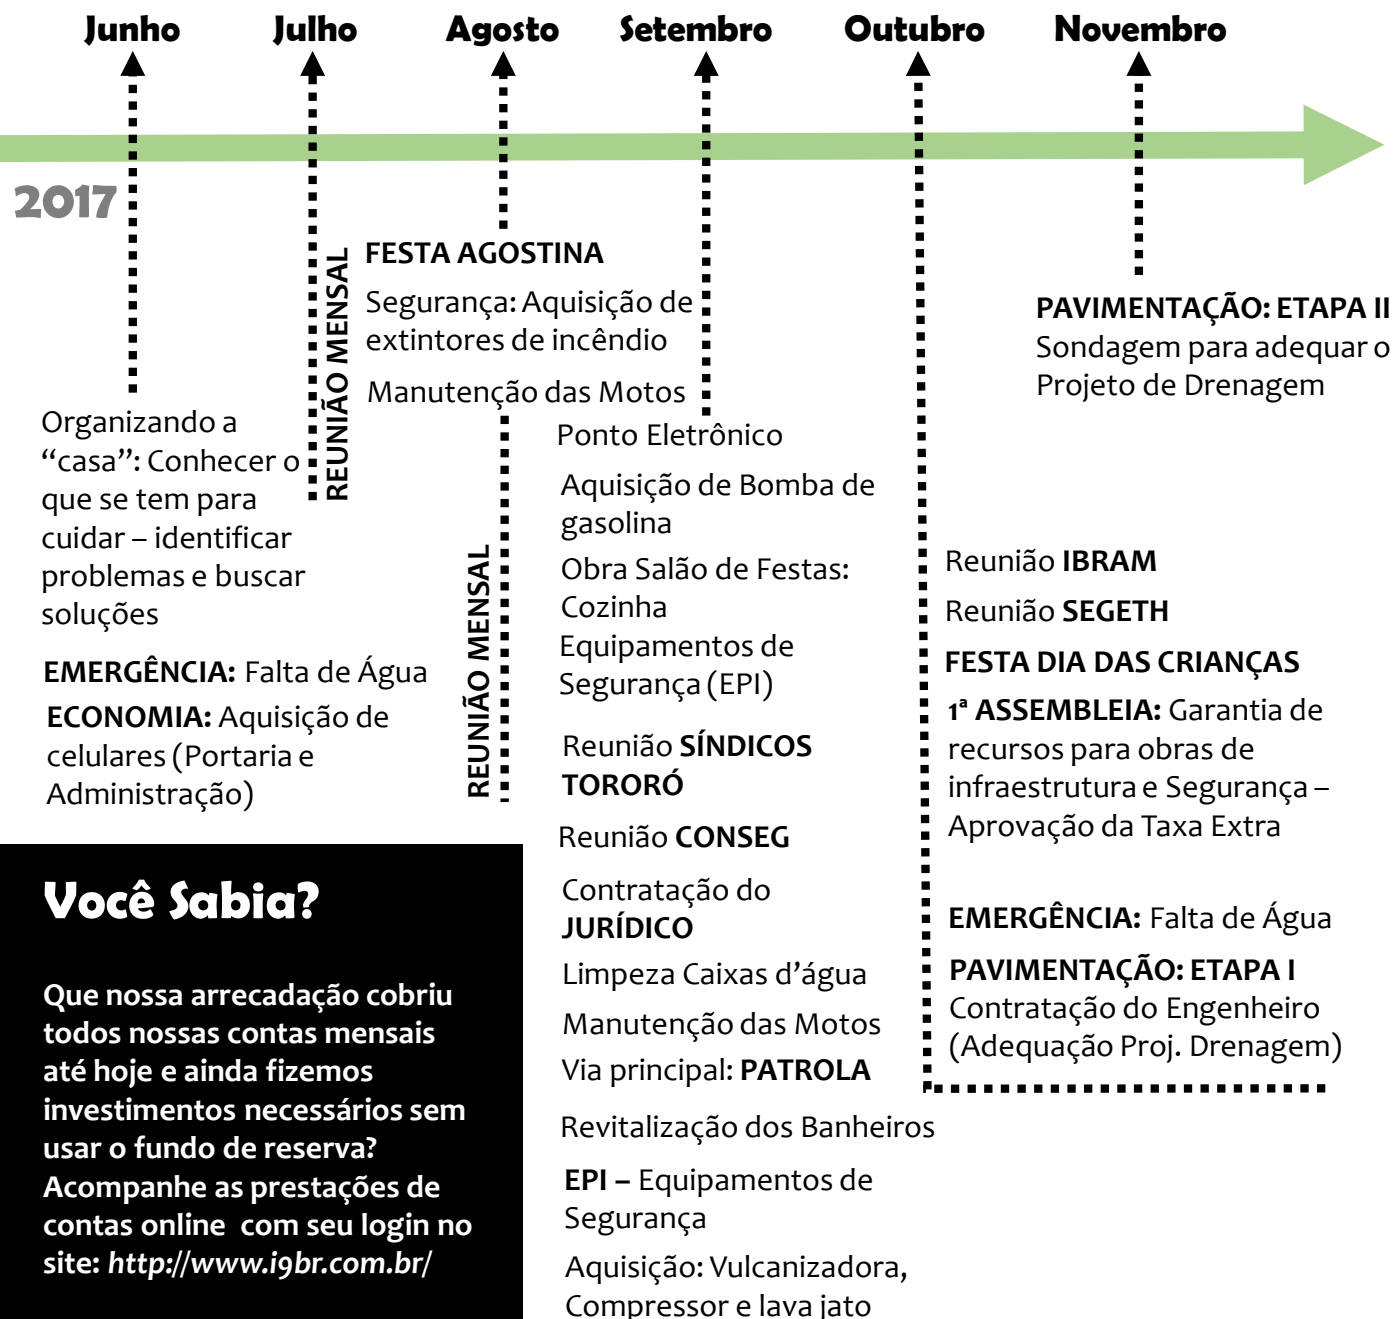 Junho
Julho
Agosto
Setembro
Outubro
Novembro
2017
Organizando a
“casa”: Conhecer o
que se tem para
cuidar – identificar
problemas e buscar
soluções
EMERGÊNCIA: Falta de Água
ECONOMIA: Aquisição de
celulares (Portaria e
Administração)
REUNIÃO MENSAL
FESTA AGOSTINA
Segurança: Aquisição de
extintores de incêndio
Manutenção das Motos
REUNIÃO MENSAL
Ponto Eletrônico
Aquisição de Bomba de
gasolina
Obra Salão de Festas:
Cozinha
Equipamentos de
Segurança (EPI)
Reunião SÍNDICOS
TORORÓ
Reunião CONSEG
Contratação do
JURÍDICO
Limpeza Caixas d’água
Manutenção das Motos
Via principal: PATROLA
Revitalização dos Banheiros
EPI – Equipamentos de
Segurança
Aquisição: Vulcanizadora,
Compressor e lava jato
Reunião IBRAM
Reunião SEGETH
FESTA DIA DAS CRIANÇAS
1ª ASSEMBLEIA: Garantia de
recursos para obras de
infraestrutura e Segurança –
Aprovação da Taxa Extra
EMERGÊNCIA: Falta de Água
PAVIMENTAÇÃO: ETAPA I
Contratação do Engenheiro
(Adequação Proj. Drenagem)
PAVIMENTAÇÃO: ETAPA II
Sondagem para adequar o
Projeto de Drenagem
Você Sabia?
Que nossa arrecadação cobriu
todos nossas contas mensais
até hoje e ainda fizemos
investimentos necessários sem
usar o fundo de reserva?
Acompanhe as prestações de
contas online com seu login no
site: http://www.i9br.com.br/